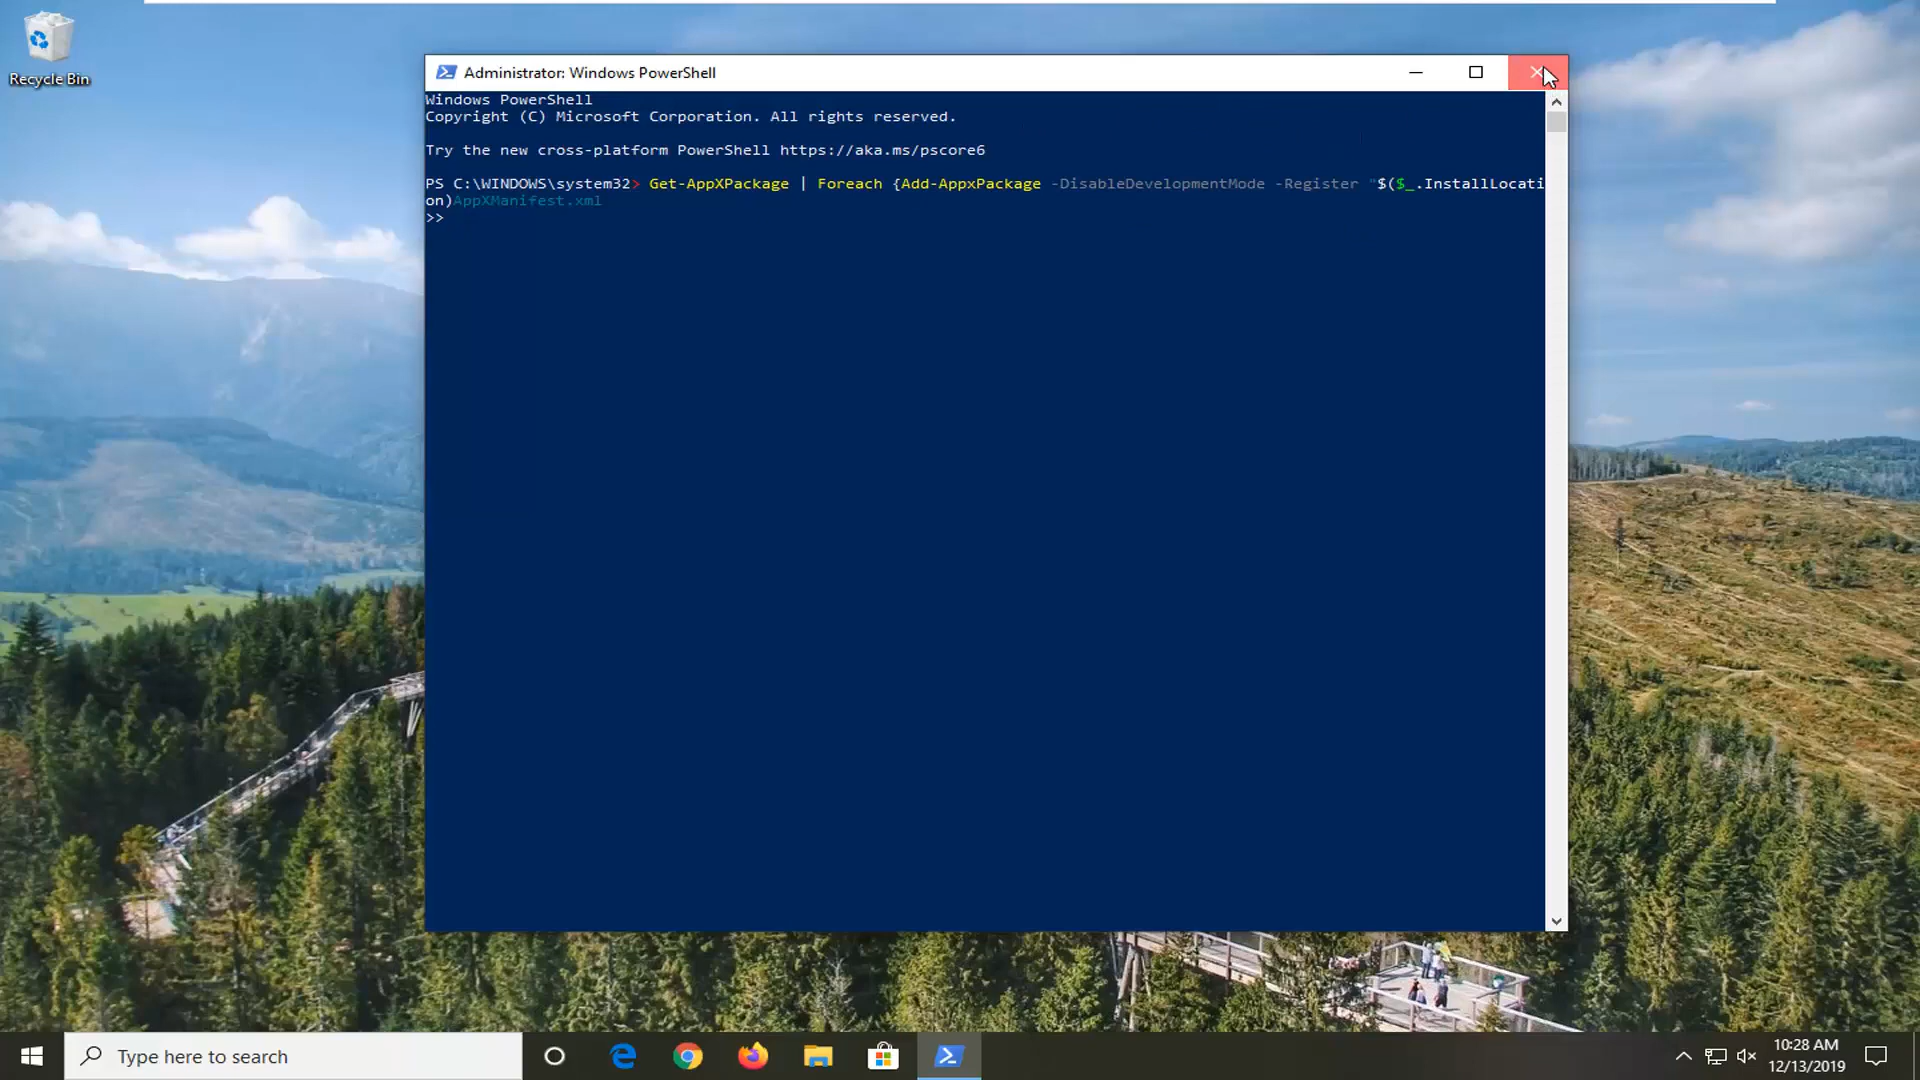 Recycle Bin
Administrator: Windows PowerShell
Windows PowerShell
Copyright (C) Microsoft Corporation. All rights reserved.
Try the new cross-platform PowerShell https://aka.ms/pscore6
PS C:\WINDOWS\system32> Get-AppXPackage | Foreach {Add-AppxPackage -DisableDevelopmentMode -Register "$($_.InstallLocati
on)AppXManifest.xml
>>
Type here to search
10:28 AM
12/13/2019